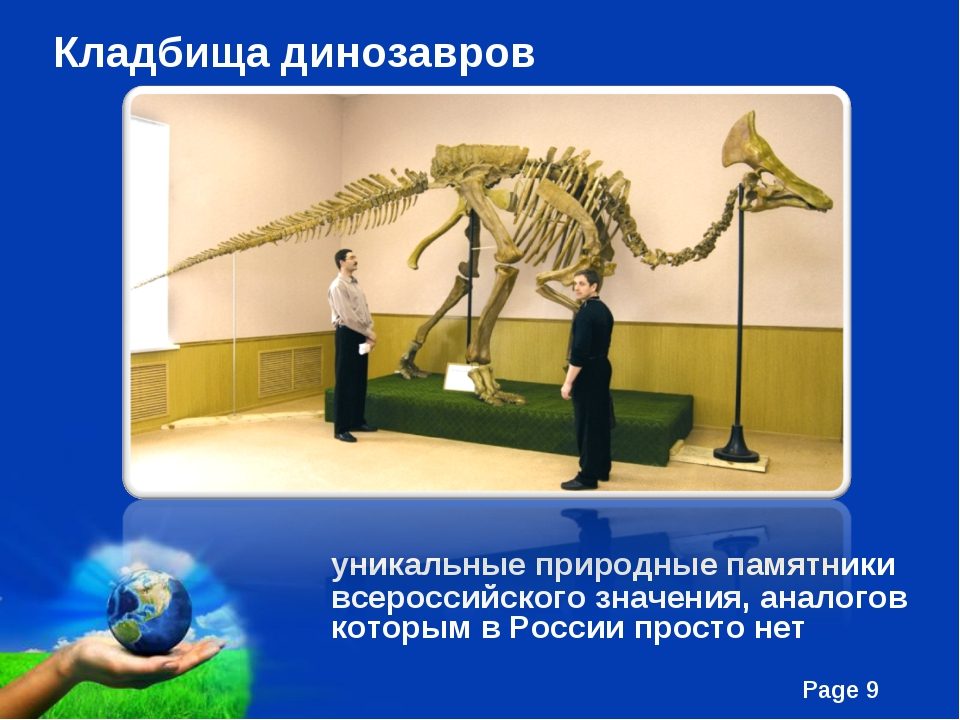 Кладбища динозавров
уникальные природные памятники
всероссийского значения, аналогов
которым в России просто нет
Page 9